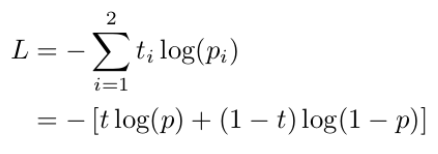 L = -\sum_{i=1}^{2} t_i \log(p_i)
= -[t \log(p) + (1 - t) \log(1 - p)]